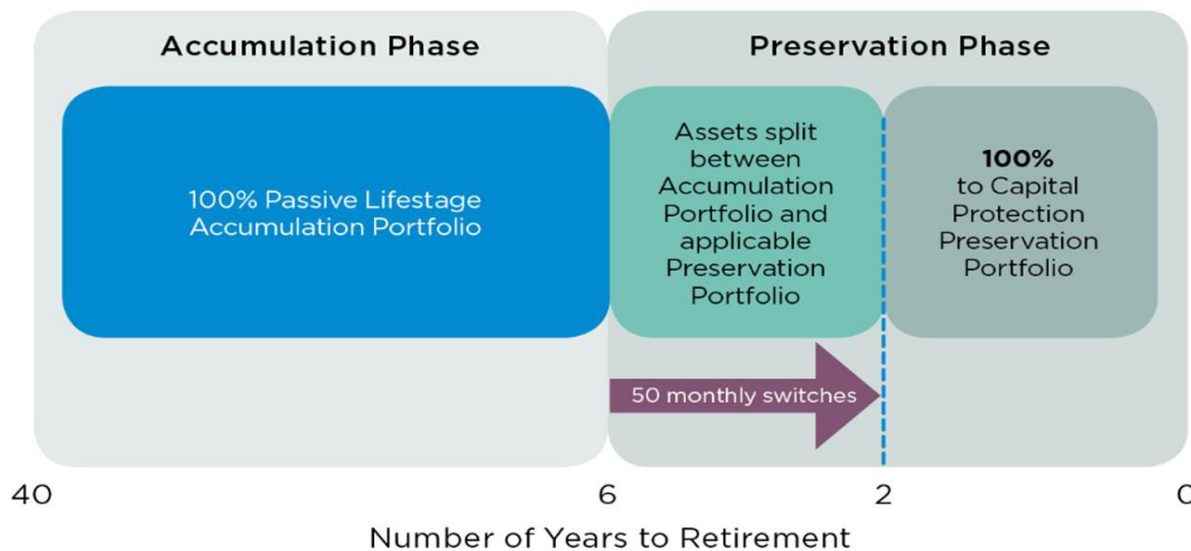 Accumulation Phase
Preservation Phase
100% Passive Lifestage
Accumulation Portfolio
Assets split
between
Accumulation
Portfolio and
applicable
Preservation
Portfolio
100%
to Capital
Protection
Preservation
Portfolio
50 monthly switches
40 6 2 0
Number of Years to Retirement